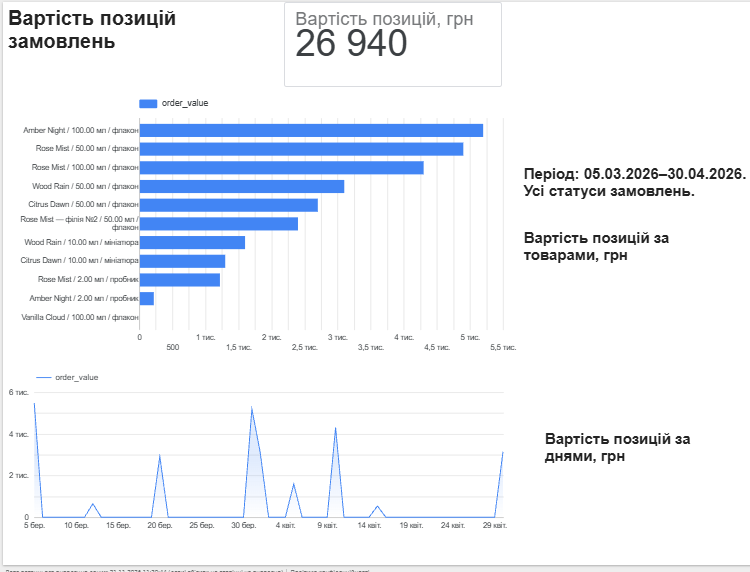 Вартість позицій
замовлень
Вартість позицій, грн
26 940
order_value
Amber Night / 100.00 мл / флакон
Rose Mist / 50.00 мл / флакон
Rose Mist / 100.00 мл / флакон
Wood Rain / 50.00 мл / флакон
Citrus Dawn / 50.00 мл / флакон
Rose Mist — філія №2 / 50.00 мл /
флакон
Wood Rain / 10.00 мл / мініатюра
Citrus Dawn / 10.00 мл / мініатюра
Rose Mist / 2.00 мл / пробник
Amber Night / 2.00 мл / пробник
Vanilla Cloud / 100.00 мл / флакон
0 1 тис. 2 тис. 3 тис. 4 тис. 5 тис.
500 1,5 тис. 2,5 тис. 3,5 тис. 4,5 тис. 5,5 тис.
Період: 05.03.2026–30.04.2026.
Усі статуси замовлень.
Вартість позицій за
товарами, грн
order_value
6 тис.
4 тис.
2 тис.
0
5 бер. 10 бер. 15 бер. 20 бер. 25 бер. 30 бер. 4 квіт. 9 квіт. 14 квіт. 19 квіт. 24 квіт. 29 квіт.
Вартість позицій за
днями, грн